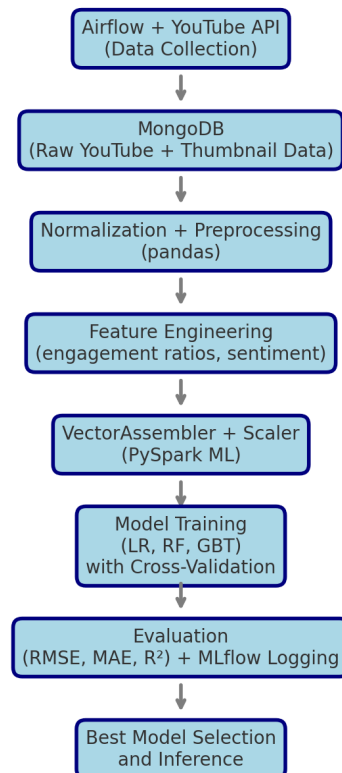 Airflow + YouTube API
(Data Collection)
MongoDB
(Raw YouTube + Thumbnail Data)
Normalization + Preprocessing
(pandas)
Feature Engineering
(engagement ratios, sentiment)
VectorAssembler + Scaler
(PySpark ML)
Model Training
(LR, RF, GBT)
with Cross-Validation
Evaluation
(RMSE, MAE, R²) + MLflow Logging
Best Model Selection
and Inference